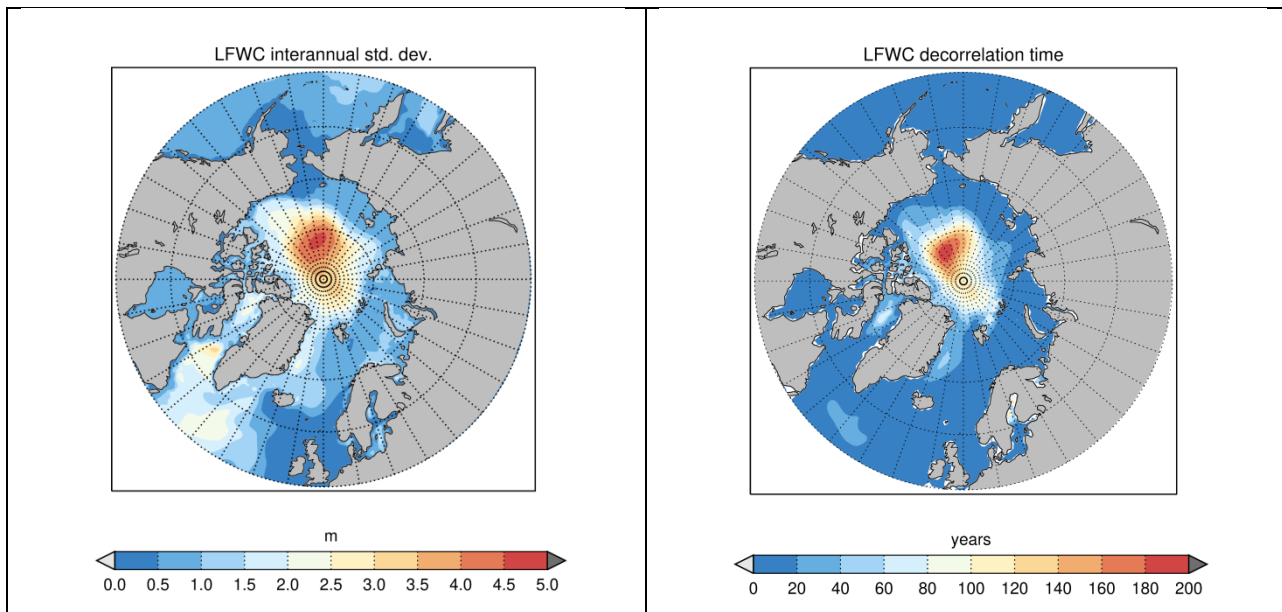 LFWC interannual std. dev.
m
0.0 0.5 1.0 1.5 2.0 2.5 3.0 3.5 4.0 4.5 5.0
LFWC decorrelation time
years
0 20 40 60 80 100 120 140 160 180 200